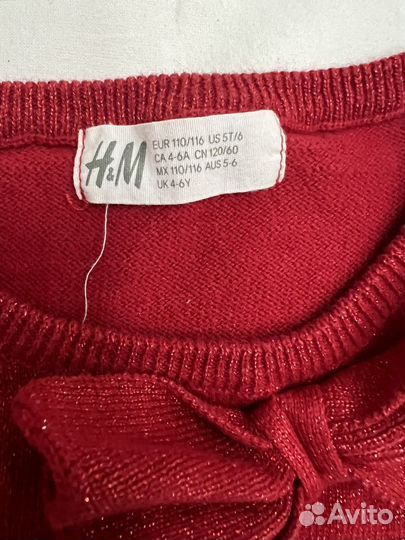 H&M
EUR 110/116 US 5T/6
CA 4-6A CN 120/60
MX 110/116 AUS 5-6
UK 4-6Y
Avito